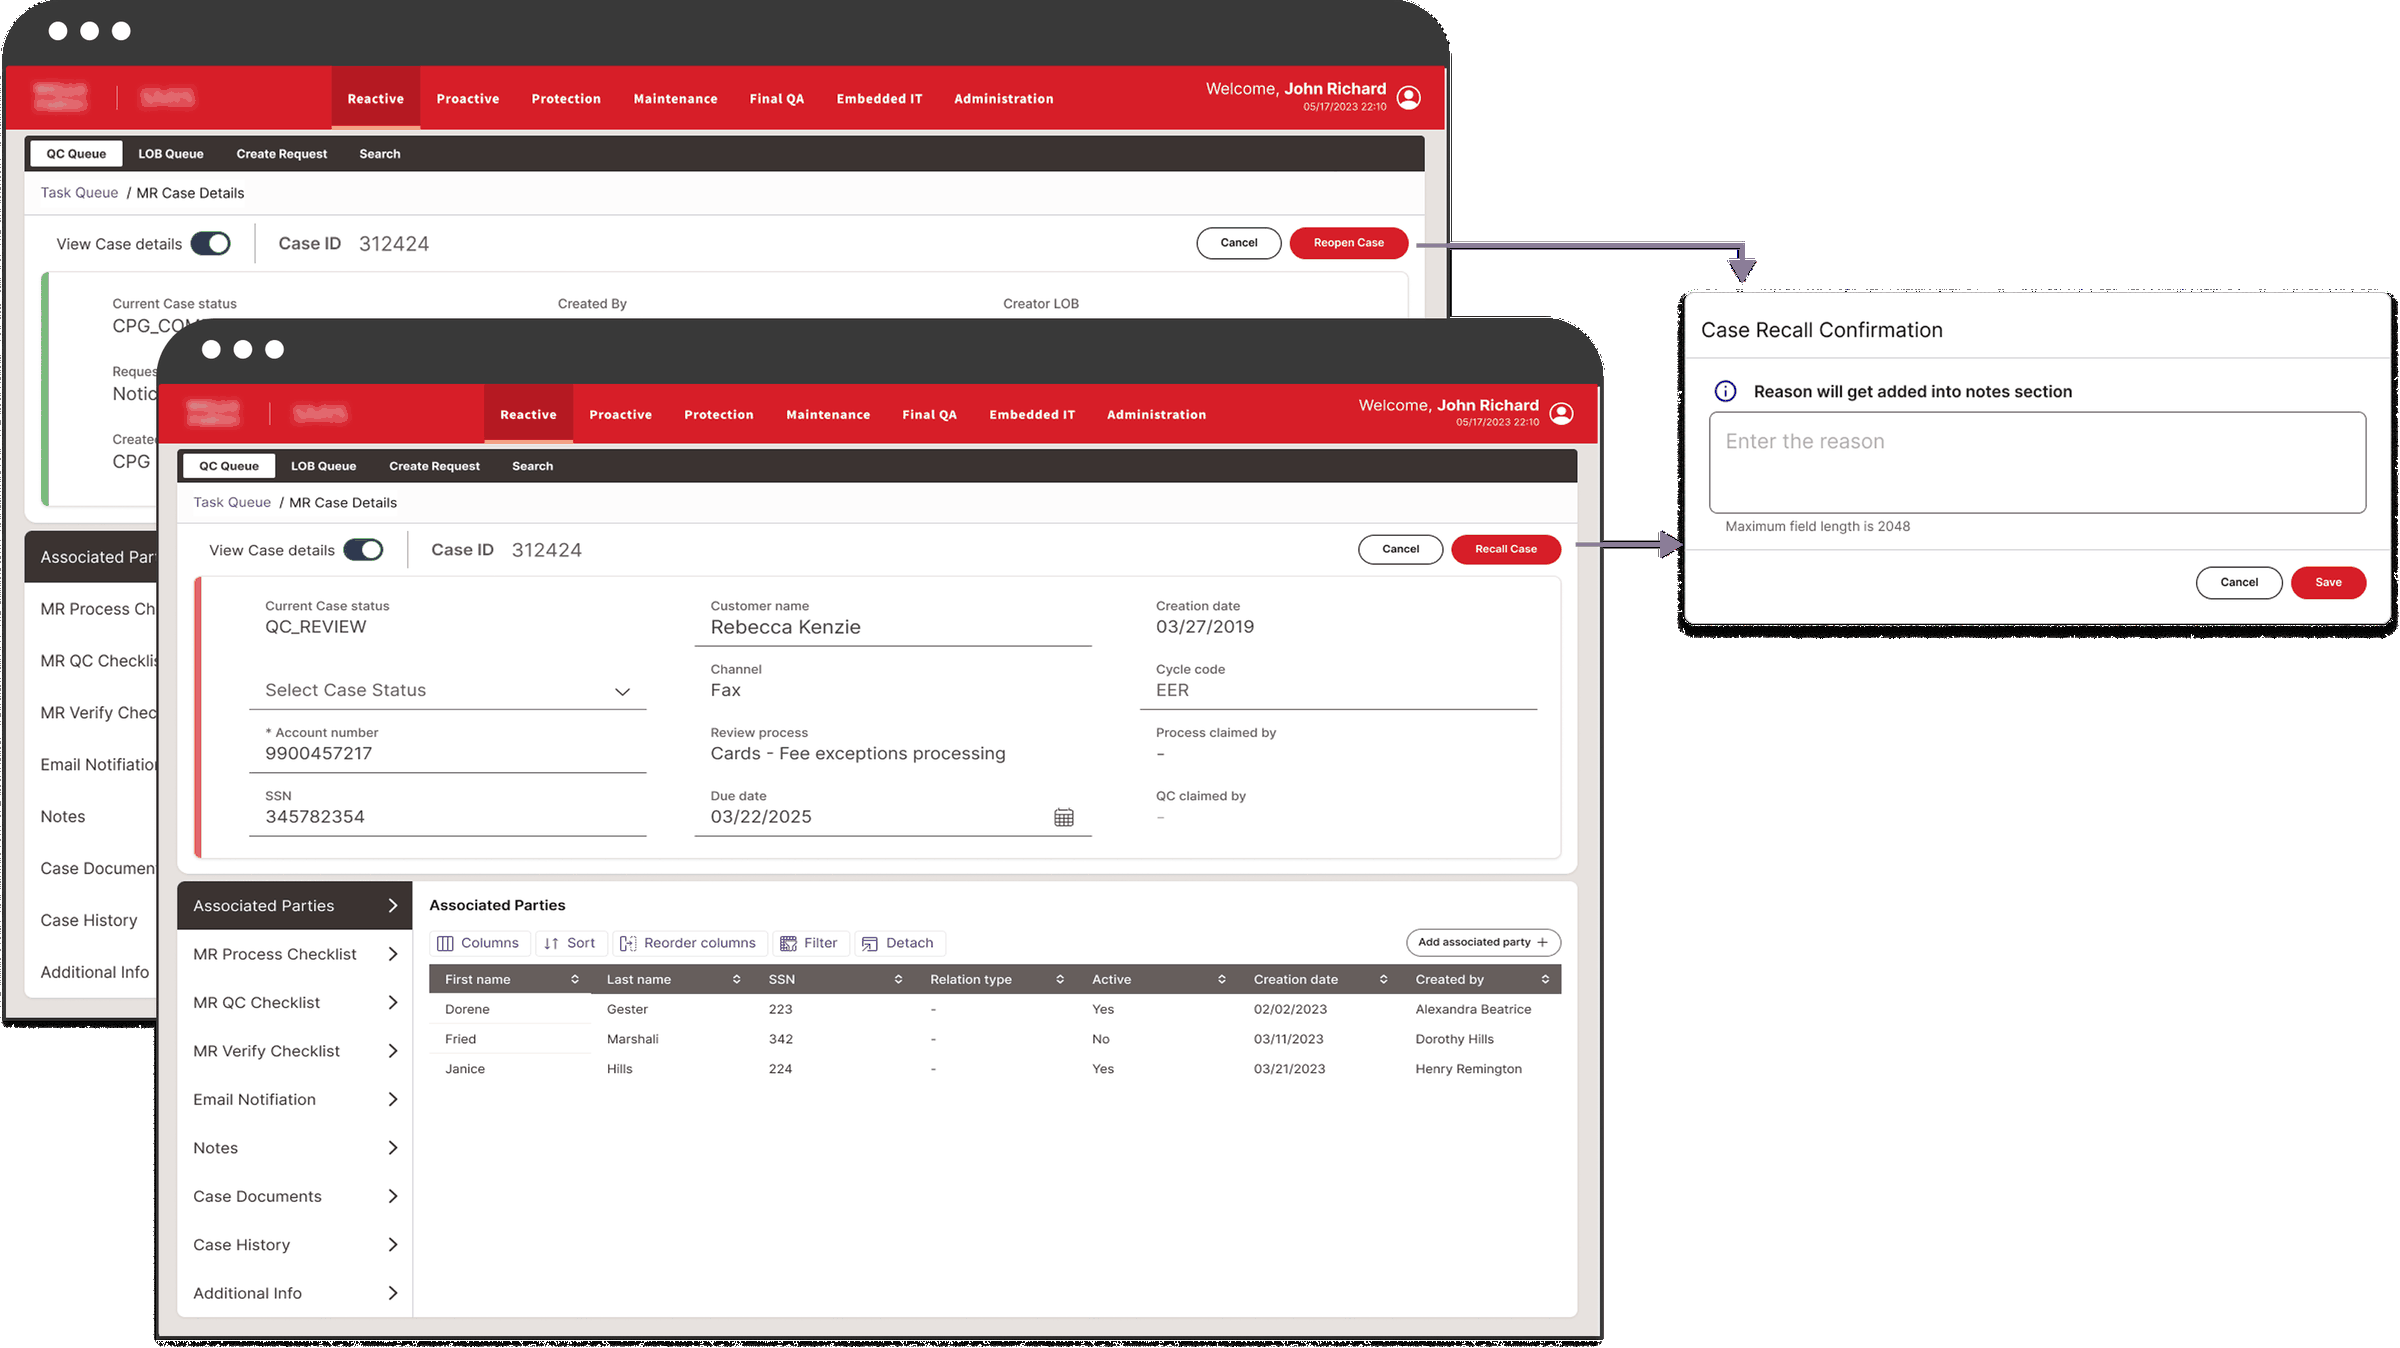 Reactive Proactive Protection Maintenance Final QA Embedded IT Administration
Welcome, John Richard
05/17/2023 22:10
QC Queue LOB Queue Create Request Search
Task Queue / MR Case Details
View Case details Case ID 312424 Cancel Reopen Case
Current Case status Created By Creator LOB
CPG_COM
Reques
Notic
Created
CPG
Associated Par
MR Process Ch
MR QC Checklis
MR Verify Chec
Email Notifiation
Notes
Case Documen
Case History
Additional Info
Reactive Proactive Protection Maintenance Final QA Embedded IT Administration
Welcome, John Richard
05/17/2023 22:10
QC Queue LOB Queue Create Request Search
Task Queue / MR Case Details
View Case details Case ID 312424 Cancel Recall Case
Current Case status Customer name Creation date
QC_REVIEW Rebecca Kenzie 03/27/2019
Channel Cycle code
Select Case Status Fax EER
* Account number Review process Process claimed by
9900457217 Cards - Fee exceptions processing -
SSN Due date QC claimed by
345782354 03/22/2025 -
Associated Parties
MR Process Checklist
MR QC Checklist
MR Verify Checklist
Email Notifiation
Notes
Case Documents
Case History
Additional Info
Associated Parties
Columns Sort Reorder columns Filter Detach Add associated party +
First name Last name SSN Relation type Active Creation date Created by
Dorene Gester 223 - Yes 02/02/2023 Alexandra Beatrice
Fried Marshali 342 - No 03/11/2023 Dorothy Hills
Janice Hills 224 - Yes 03/21/2023 Henry Remington
Case Recall Confirmation
Reason will get added into notes section
Enter the reason
Maximum field length is 2048
Cancel Save